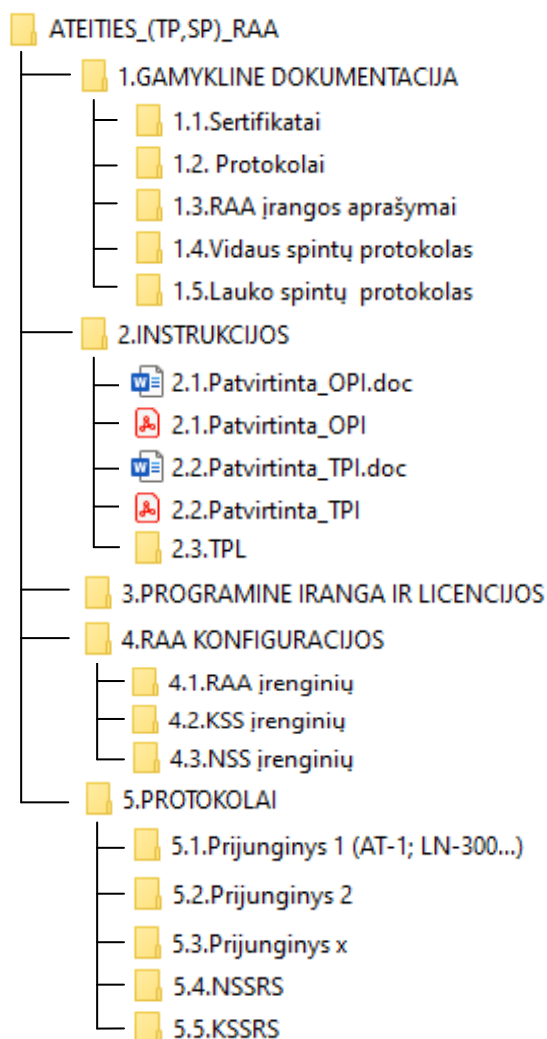 ATEITIES_(TP,SP)_RAA
1.GAMYKLINE DOKUMENTACIJA
1.1.Sertifikatai
1.2. Protokolai
1.3.RAA įrangos aprašymai
1.4.Vidaus spintų protokolas
1.5.Lauko spintų  protokolas
2.INSTRUKCIJOS
2.1.Patvirtinta_OPI.doc
2.1.Patvirtinta_OPI
2.2.Patvirtinta_TPI.doc
2.2.Patvirtinta_TPI
2.3.TPL
3.PROGRAMINE IRANGA IR LICENCIJOS
4.RAA KONFIGURACIJOS
4.1.RAA įrenginių
4.2.KSS įrenginių
4.3.NSS įrenginių
5.PROTOKOLAI
5.1.Prijunginys 1 (AT-1; LN-300...)
5.2.Prijunginys 2
5.3.Prijunginys x
5.4.NSSRS
5.5.KSSRS